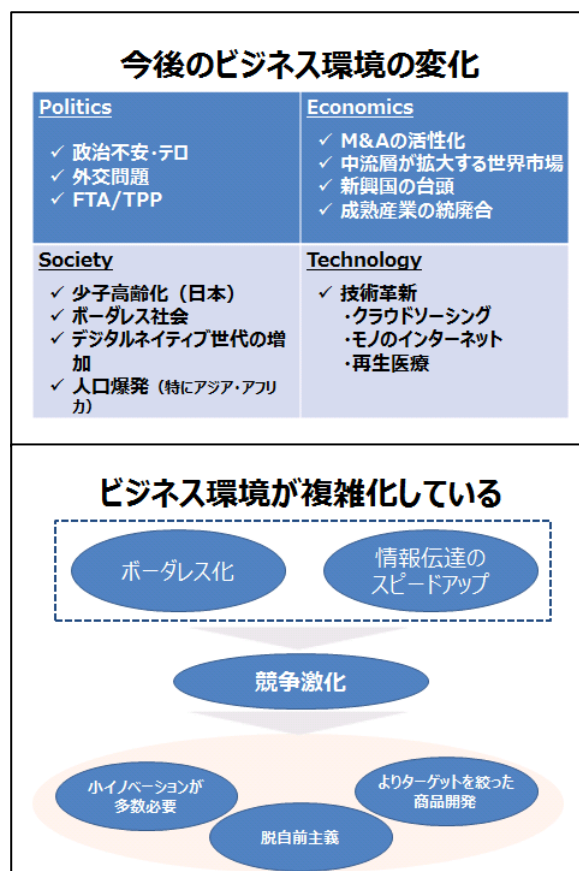 今後のビジネス環境の変化
Politics
✓ 政治不安・テロ
✓ 外交問題
✓ FTA/TPP
Economics
✓ M&Aの活性化
✓ 中流層が拡大する世界市場
✓ 新興国の台頭
✓ 成熟産業の統廃合
Society
✓ 少子高齢化（日本）
✓ ボーダレス社会
✓ デジタルネイティブ世代の増
加
✓ 人口爆発（特にアジア・アフリ
カ）
Technology
✓ 技術革新
・クラウドソーシング
・モノのインターネット
・再生医療
ビジネス環境が複雑化している
ボーダレス化
情報伝達の
スピードアップ
競争激化
小イノベーションが
多数必要
脱自前主義
よりターゲットを絞った
商品開発